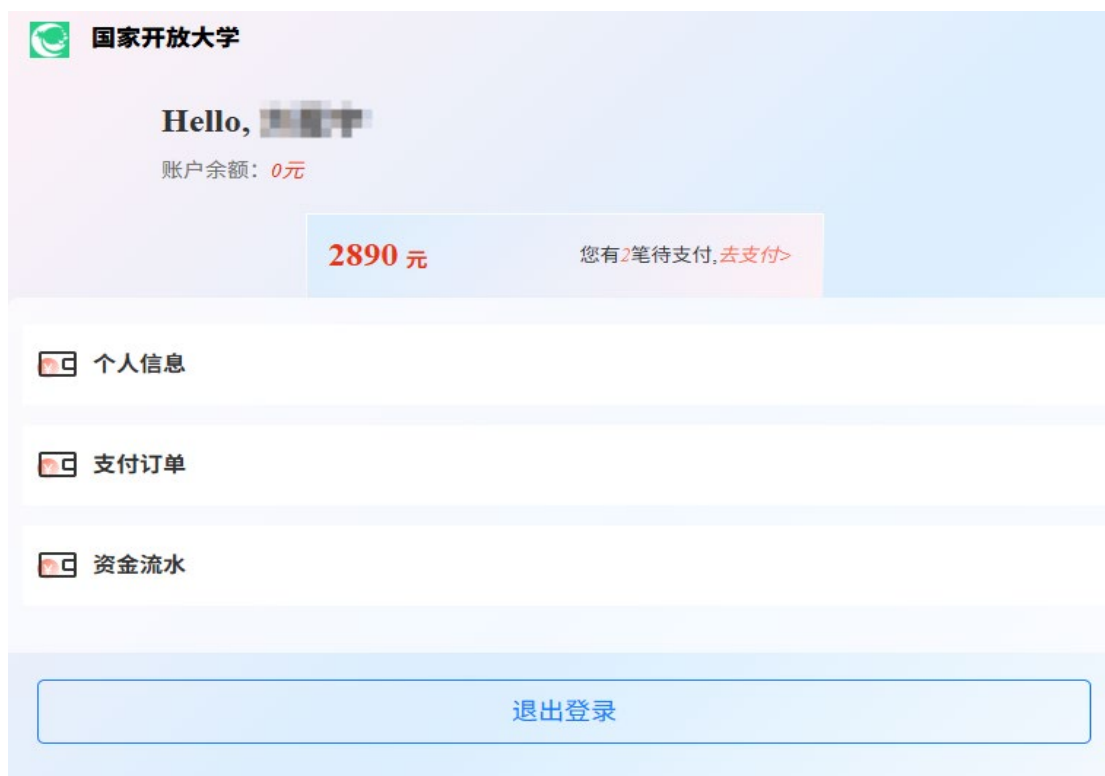 国家开放大学
Hello,
账户余额：0元
2890 元
您有2笔待支付,去支付>
个人信息
支付订单
资金流水
退出登录